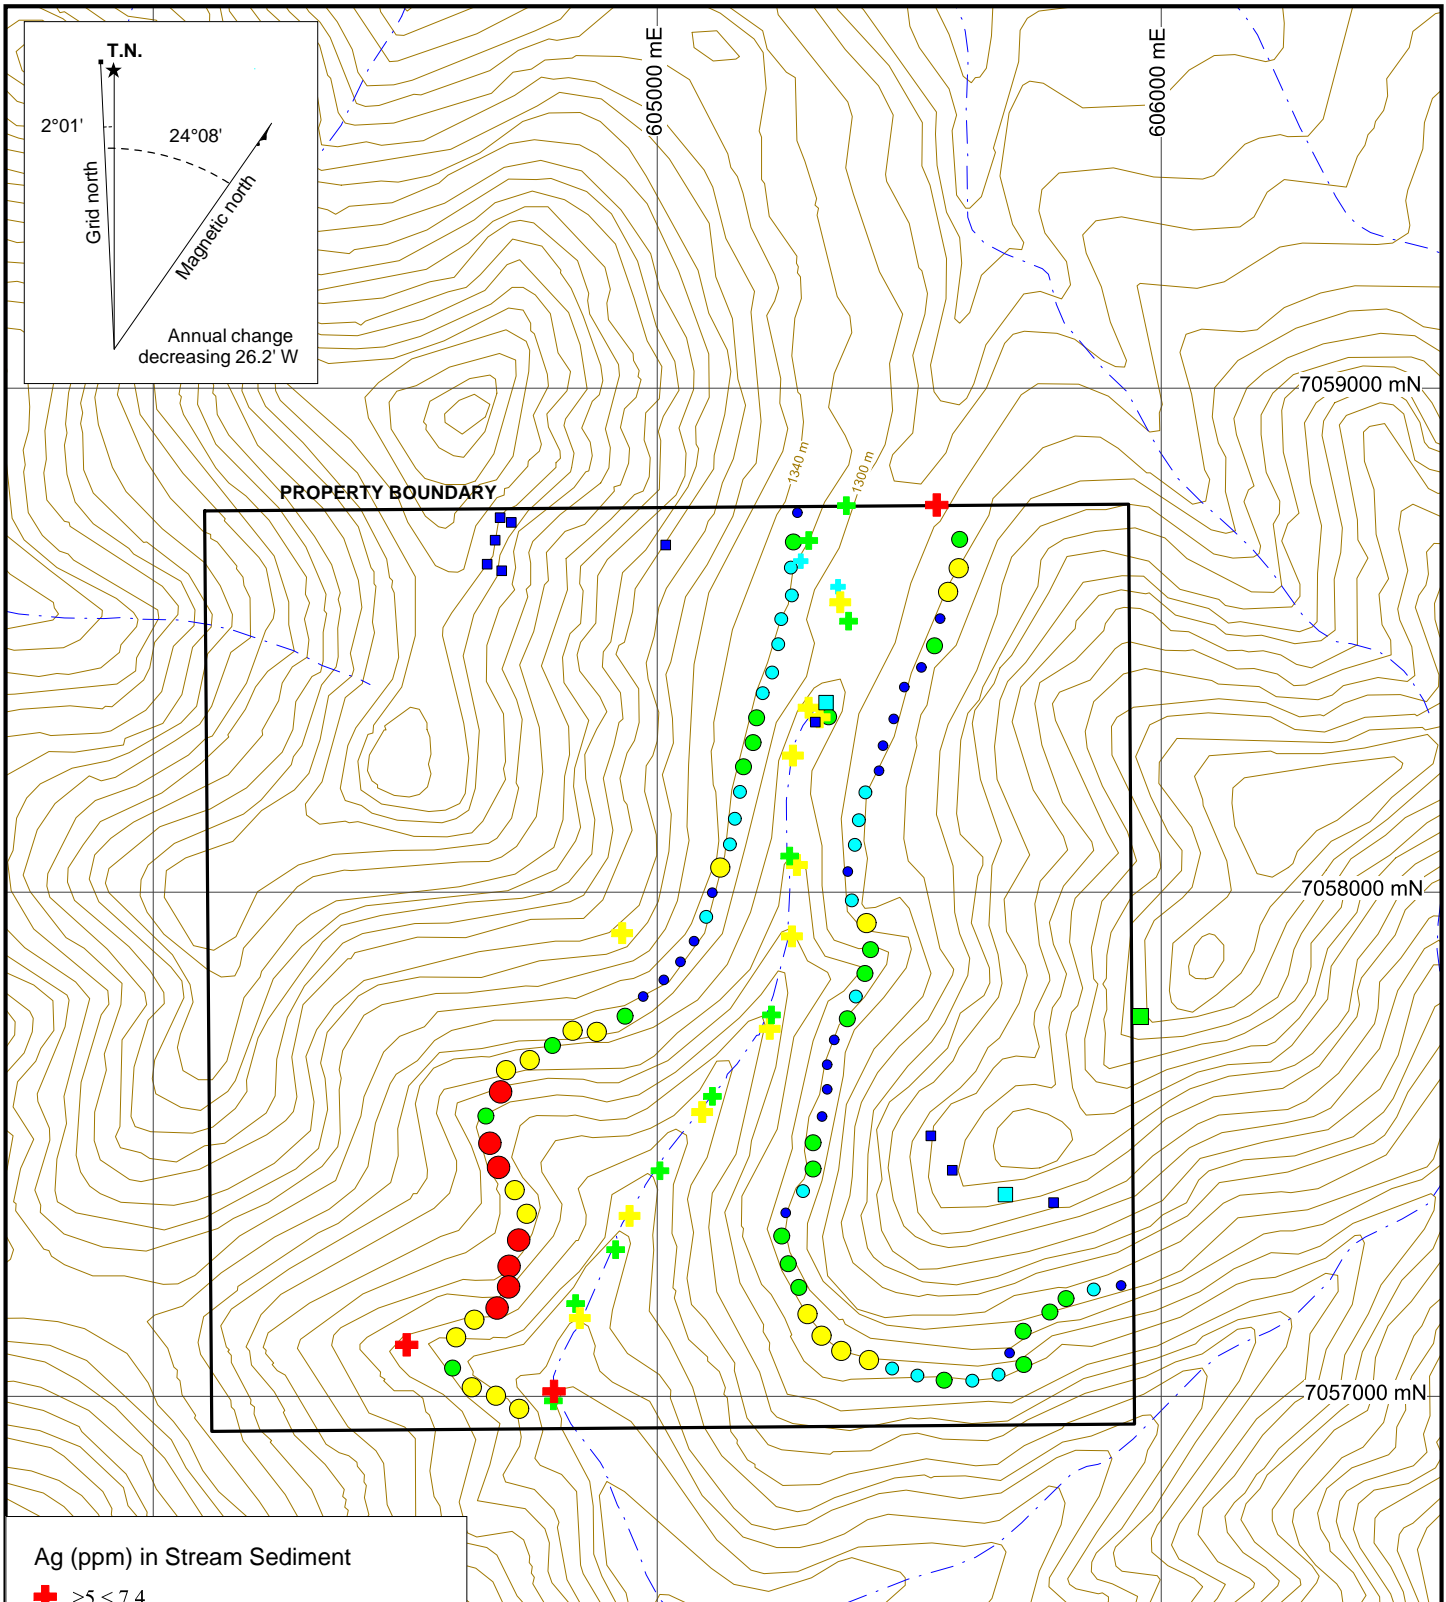 T.N.
2°01'
24°08'
Grid north
Magnetic north
Annual change
decreasing 26.2' W
605000 mE
606000 mE
7059000 mN
1340 m
1300 m
PROPERTY BOUNDARY
7058000 mN
7057000 mN
Ag (ppm) in Stream Sediment